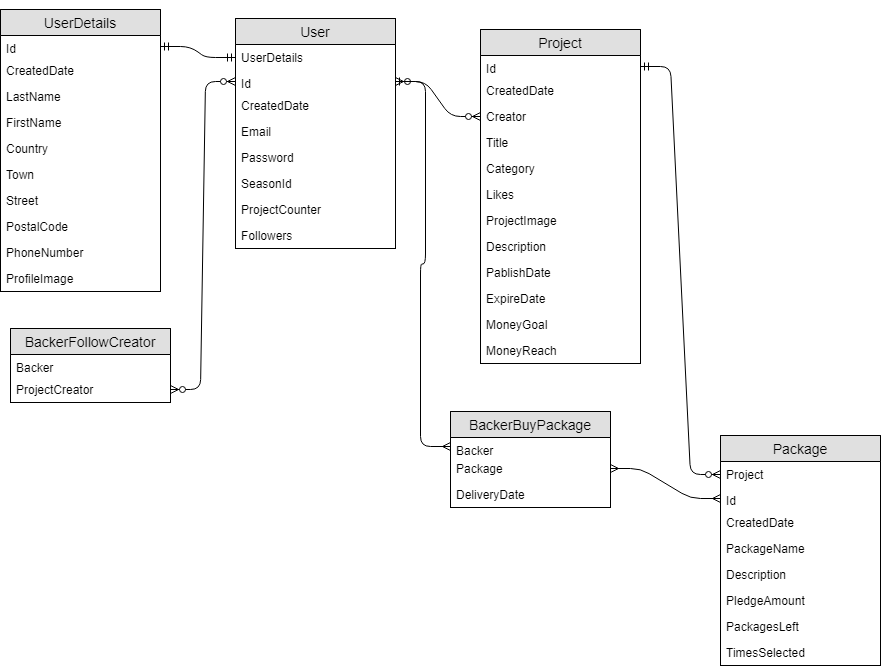 UserDetails
Id
CreatedDate
LastName
FirstName
Country
Town
Street
PostalCode
PhoneNumber
ProfileImage
User
UserDetails
Id
CreatedDate
Email
Password
SeasonId
ProjectCounter
Followers
Project
Id
CreatedDate
Creator
Title
Category
Likes
ProjectImage
Description
PablishDate
ExpireDate
MoneyGoal
MoneyReach
BackerFollowCreator
Backer
ProjectCreator
BackerBuyPackage
Backer
Package
DeliveryDate
Package
Project
Id
CreatedDate
PackageName
Description
PledgeAmount
PackagesLeft
TimesSelected